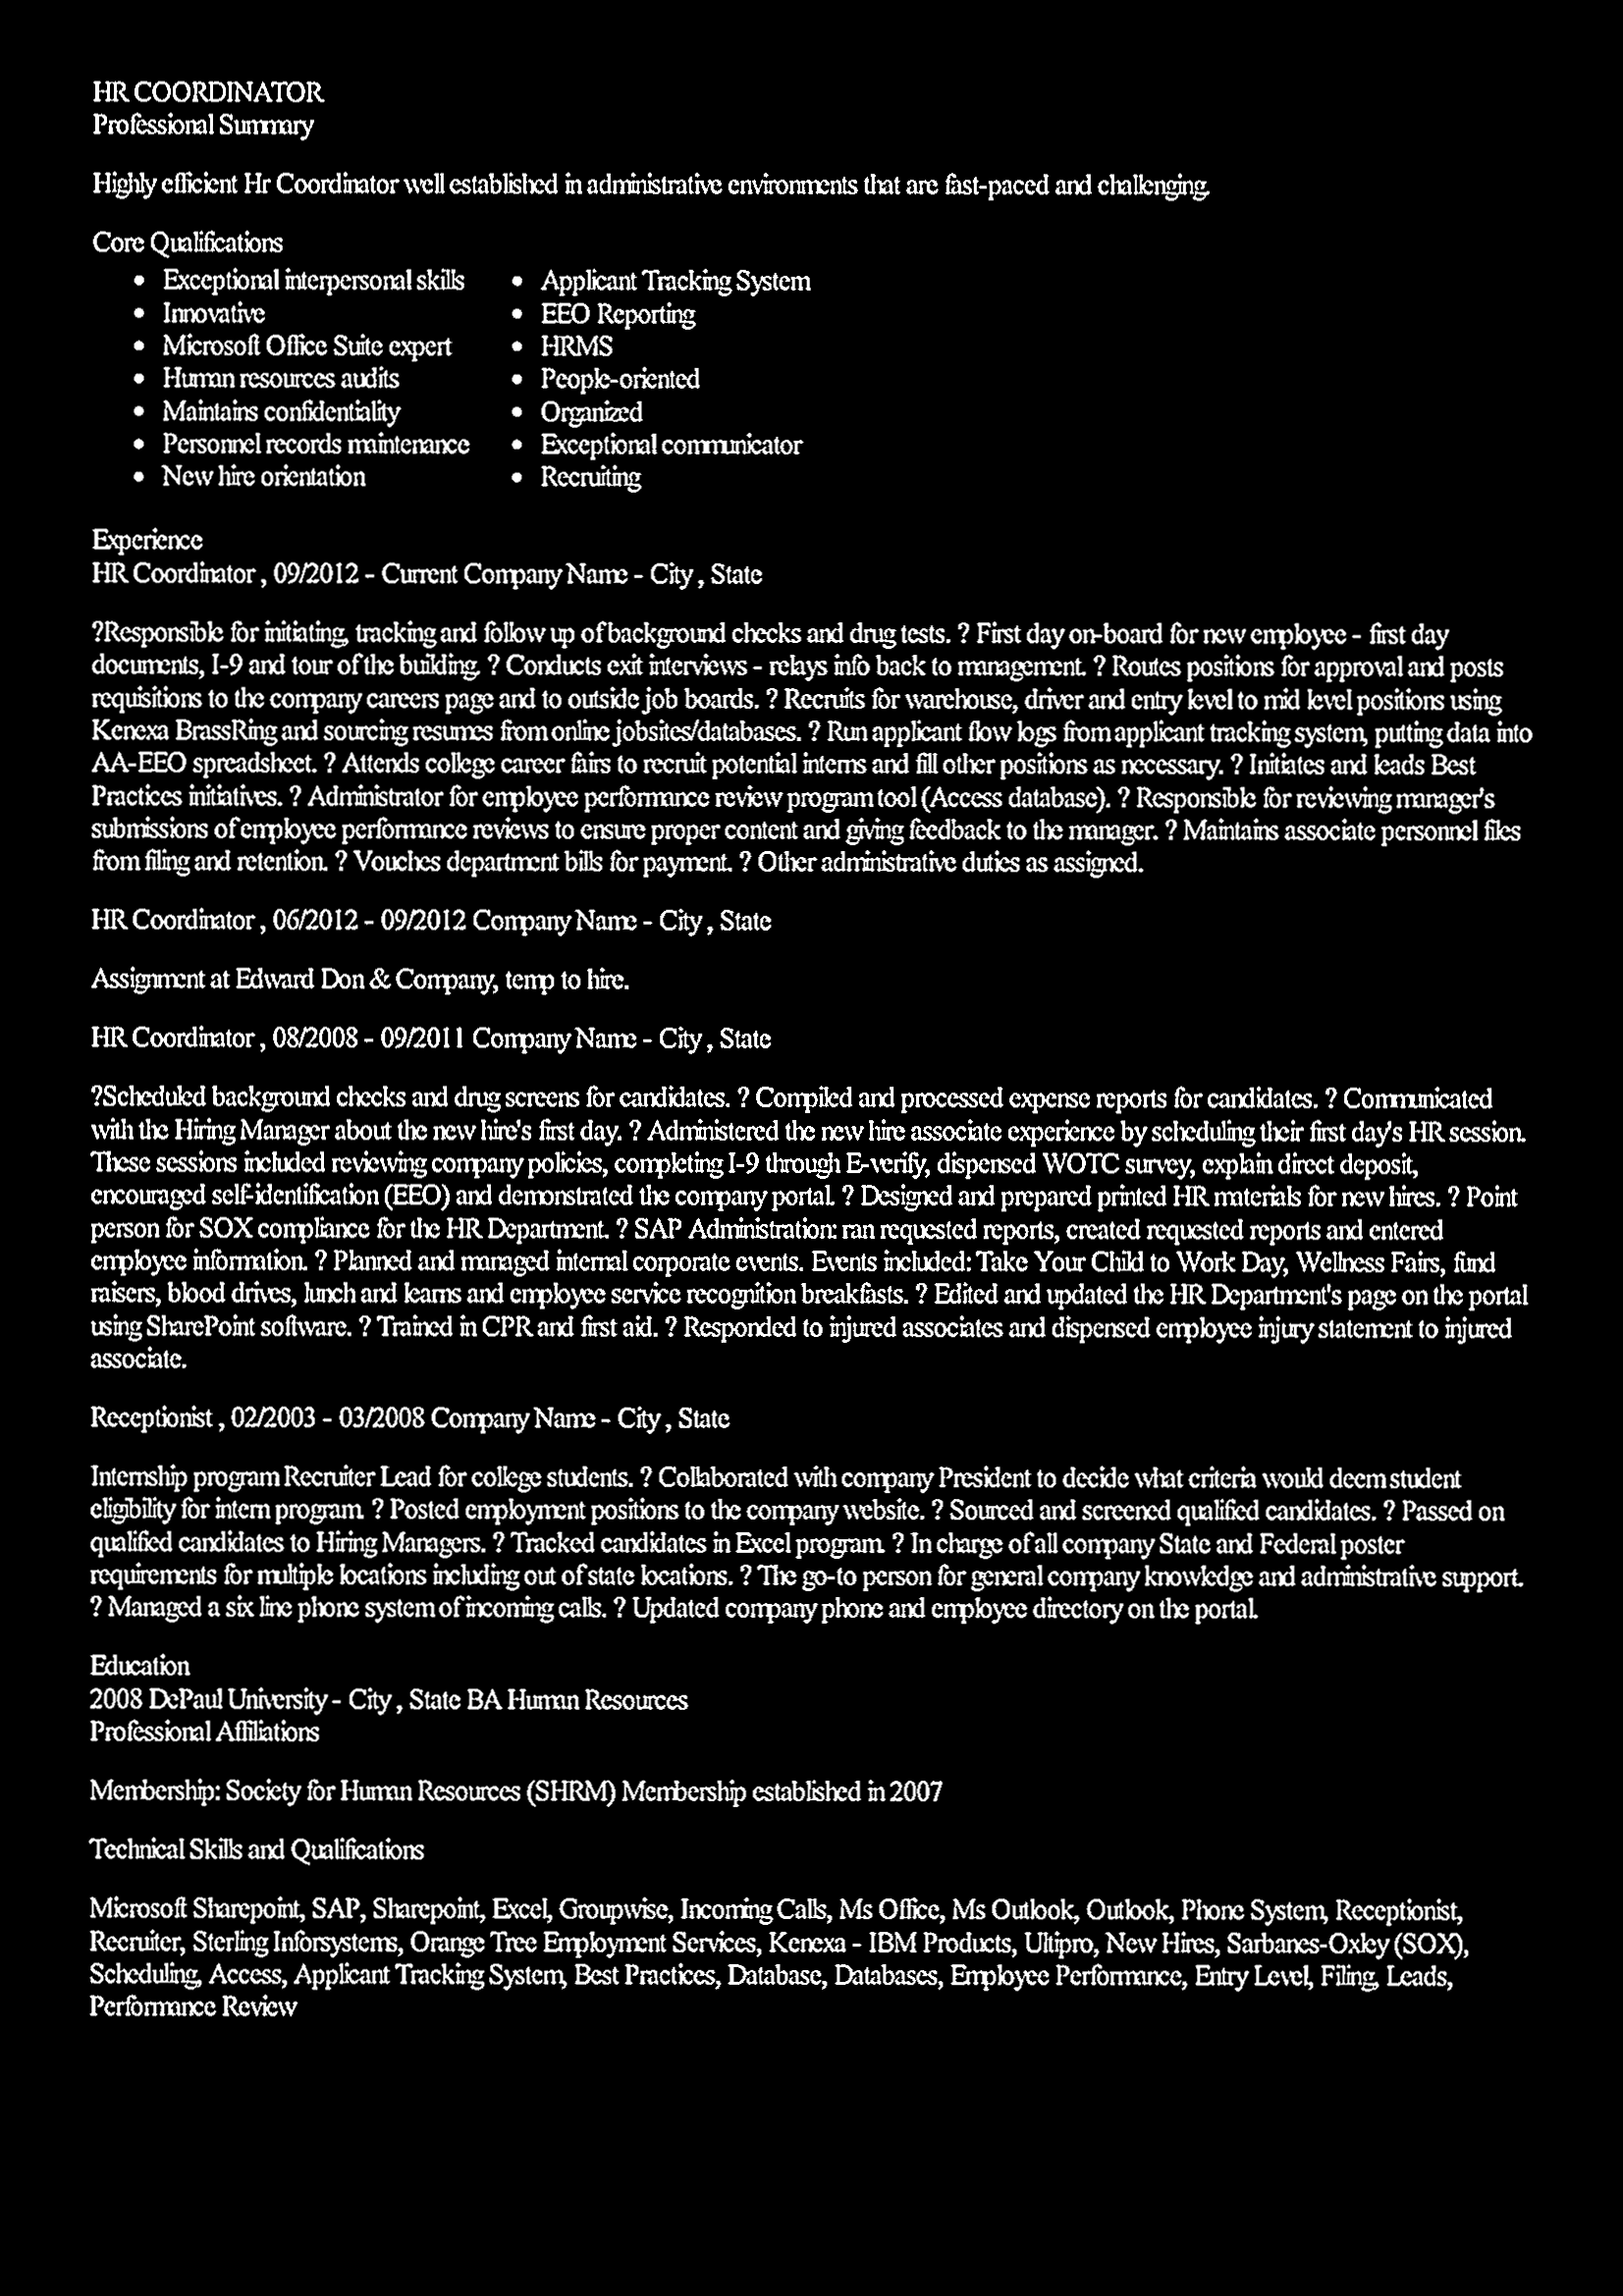 HR COORDINATOR
Professional Summary
Highly efficient Hr Coordinator well established in administrative environments that are fast-paced and challenging.
Core Qualifications
• Exceptional interpersonal skills
• Innovative
• Microsoft Office Suite expert
• Human resources audits
• Maintains confidentiality
• Personnel records maintenance
• New hire orientation
• Applicant Tracking System
• EEO Reporting
• HRMS
• People-oriented
• Organized
• Exceptional communicator
• Recruiting
Experience
HR Coordinator , 09/2012 - Current Company Name - City , State
?Responsible for initiating, tracking and follow up of background checks and drug tests. ? First day on-board for new employee - first day
documents, I-9 and tour of the building. ? Conducts exit interviews - relays info back to management. ? Routes positions for approval and posts
requisitions to the company careers page and to outside job boards. ? Recruits for warehouse, driver and entry level to mid level positions using
Kenexa BrassRing and sourcing resumes from online jobsites/databases. ? Run applicant flow logs from applicant tracking system, putting data into
AA-EEO spreadsheet. ? Attends college career fairs to recruit potential interns and fill other positions as necessary. ? Initiates and leads Best
Practices initiatives. ? Administrator for employee performance review program tool (Access database). ? Responsible for reviewing manager's
submissions of employee performance reviews to ensure proper content and giving feedback to the manager. ? Maintains associate personnel files
from filing and retention. ? Vouches department bills for payment. ? Other administrative duties as assigned.
HR Coordinator , 06/2012 - 09/2012 Company Name - City , State
Assignment at Edward Don & Company, temp to hire.
HR Coordinator , 08/2008 - 09/2011 Company Name - City , State
?Scheduled background checks and drug screens for candidates. ? Compiled and processed expense reports for candidates. ? Communicated
with the Hiring Manager about the new hire's first day. ? Administered the new hire associate experience by scheduling their first day's HR session.
These sessions included reviewing company policies, completing I-9 through E-verify, dispensed WOTC survey, explain direct deposit,
encouraged self-identification (EEO) and demonstrated the company portal. ? Designed and prepared printed HR materials for new hires. ? Point
person for SOX compliance for the HR Department. ? SAP Administration: ran requested reports, created requested reports and entered
employee information. ? Planned and managed internal corporate events. Events included: Take Your Child to Work Day, Wellness Fairs, fund
raisers, blood drives, lunch and learns and employee service recognition breakfasts. ? Edited and updated the HR Department's page on the portal
using SharePoint software. ? Trained in CPR and first aid. ? Responded to injured associates and dispensed employee injury statement to injured
associate.
Receptionist , 02/2003 - 03/2008 Company Name - City , State
Internship program Recruiter Lead for college students. ? Collaborated with company President to decide what criteria would deem student
eligibility for intern program. ? Posted employment positions to the company website. ? Sourced and screened qualified candidates. ? Passed on
qualified candidates to Hiring Managers. ? Tracked candidates in Excel program. ? In charge of all company State and Federal poster
requirements for multiple locations including out of state locations. ? The go-to person for general company knowledge and administrative support.
? Managed a six line phone system of incoming calls. ? Updated company phone and employee directory on the portal.
Education
2008 DePaul University - City , State BA Human Resources
Professional Affiliations
Membership: Society for Human Resources (SHRM) Membership established in 2007
Technical Skills and Qualifications
Microsoft Sharepoint, SAP, Sharepoint, Excel, Groupwise, Incoming Calls, Ms Office, Ms Outlook, Outlook, Phone System, Receptionist,
Recruiter, Sterling Inforsystems, Orange Tree Employment Services, Kenexa - IBM Products, Ultipro, New Hires, Sarbanes-Oxley (SOX),
Scheduling, Access, Applicant Tracking System, Best Practices, Database, Databases, Employee Performance, Entry Level, Filing, Leads,
Performance Review